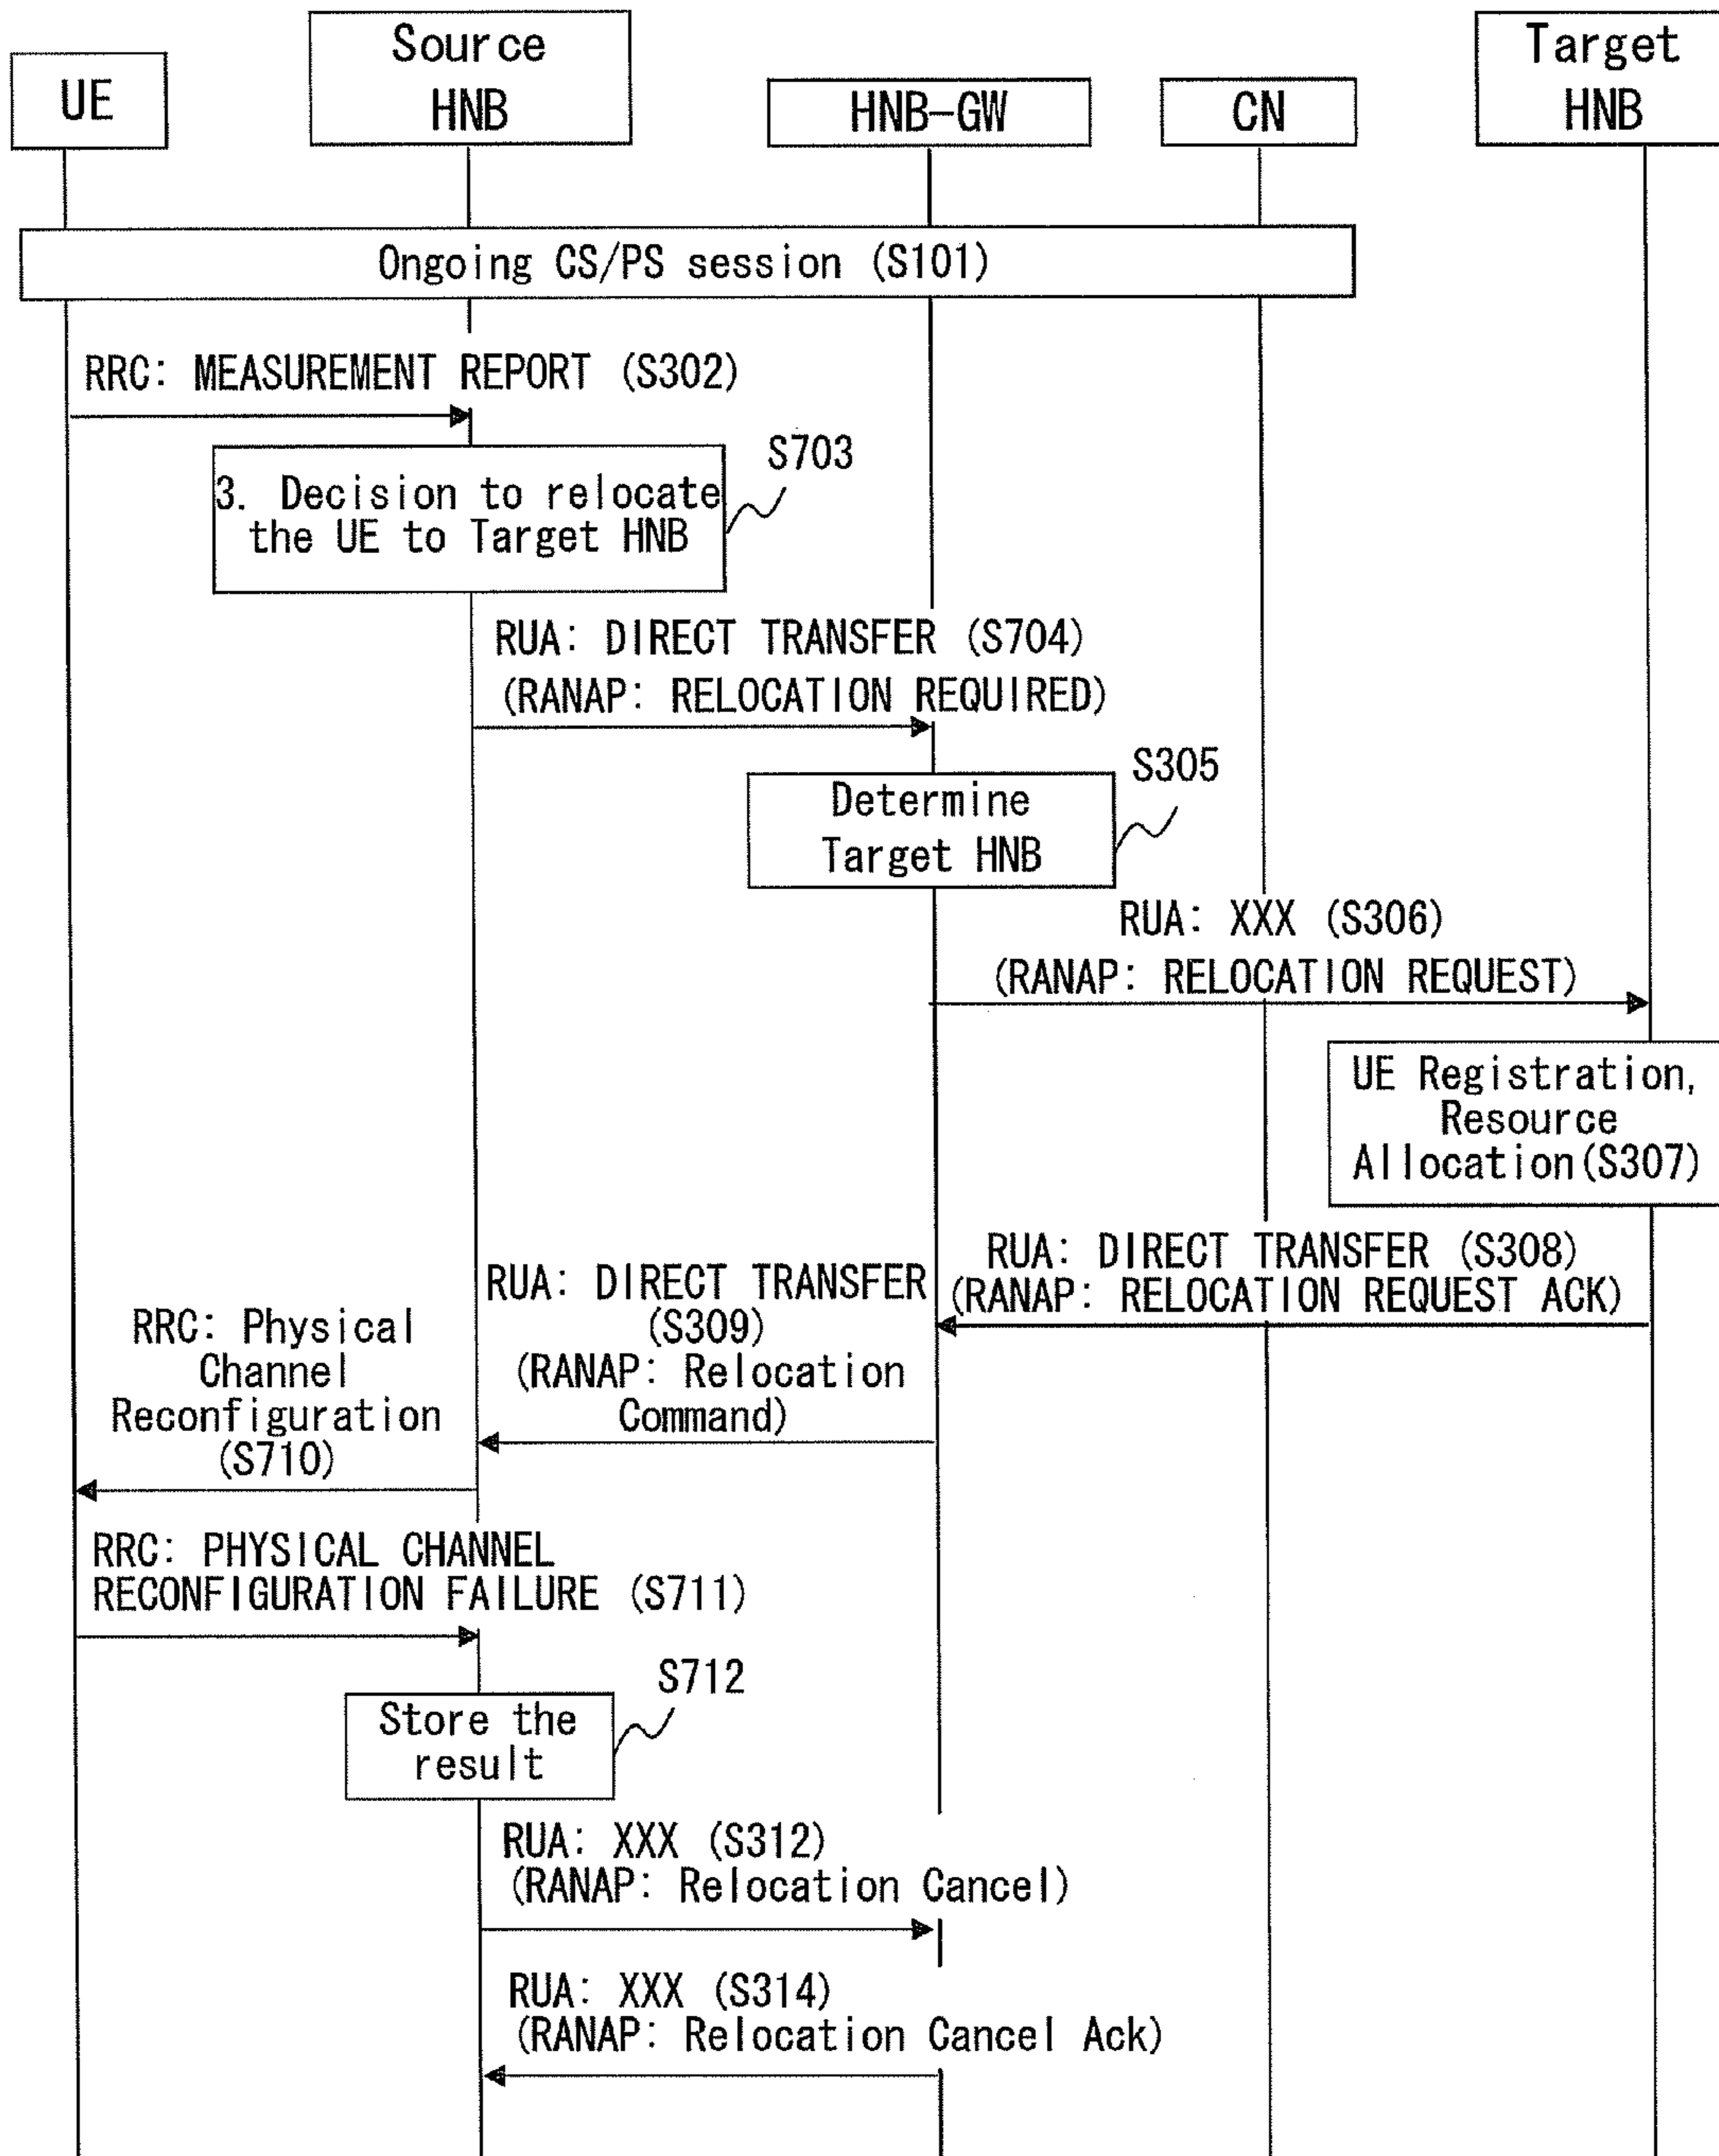 UE
Source
HNB
HNB-GW
CN
Target
HNB
Ongoing CS/PS session (S101)
RRC: MEASUREMENT REPORT (S302)
S703
3. Decision to relocate
the UE to Target HNB
RUA: DIRECT TRANSFER (S704)
(RANAP: RELOCATION REQUIRED)
S305
Determine
Target HNB
RUA: XXX (S306)
(RANAP: RELOCATION REQUEST)
UE Registration,
Resource
Allocation(S307)
RUA: DIRECT TRANSFER (S308)
(RANAP: RELOCATION REQUEST ACK)
RUA: DIRECT TRANSFER
(S309)
(RANAP: Relocation
Command)
RRC: Physical
Channel
Reconfiguration
(S710)
RRC: PHYSICAL CHANNEL
RECONFIGURATION FAILURE (S711)
S712
Store the
result
RUA: XXX (S312)
(RANAP: Relocation Cancel)
RUA: XXX (S314)
(RANAP: Relocation Cancel Ack)